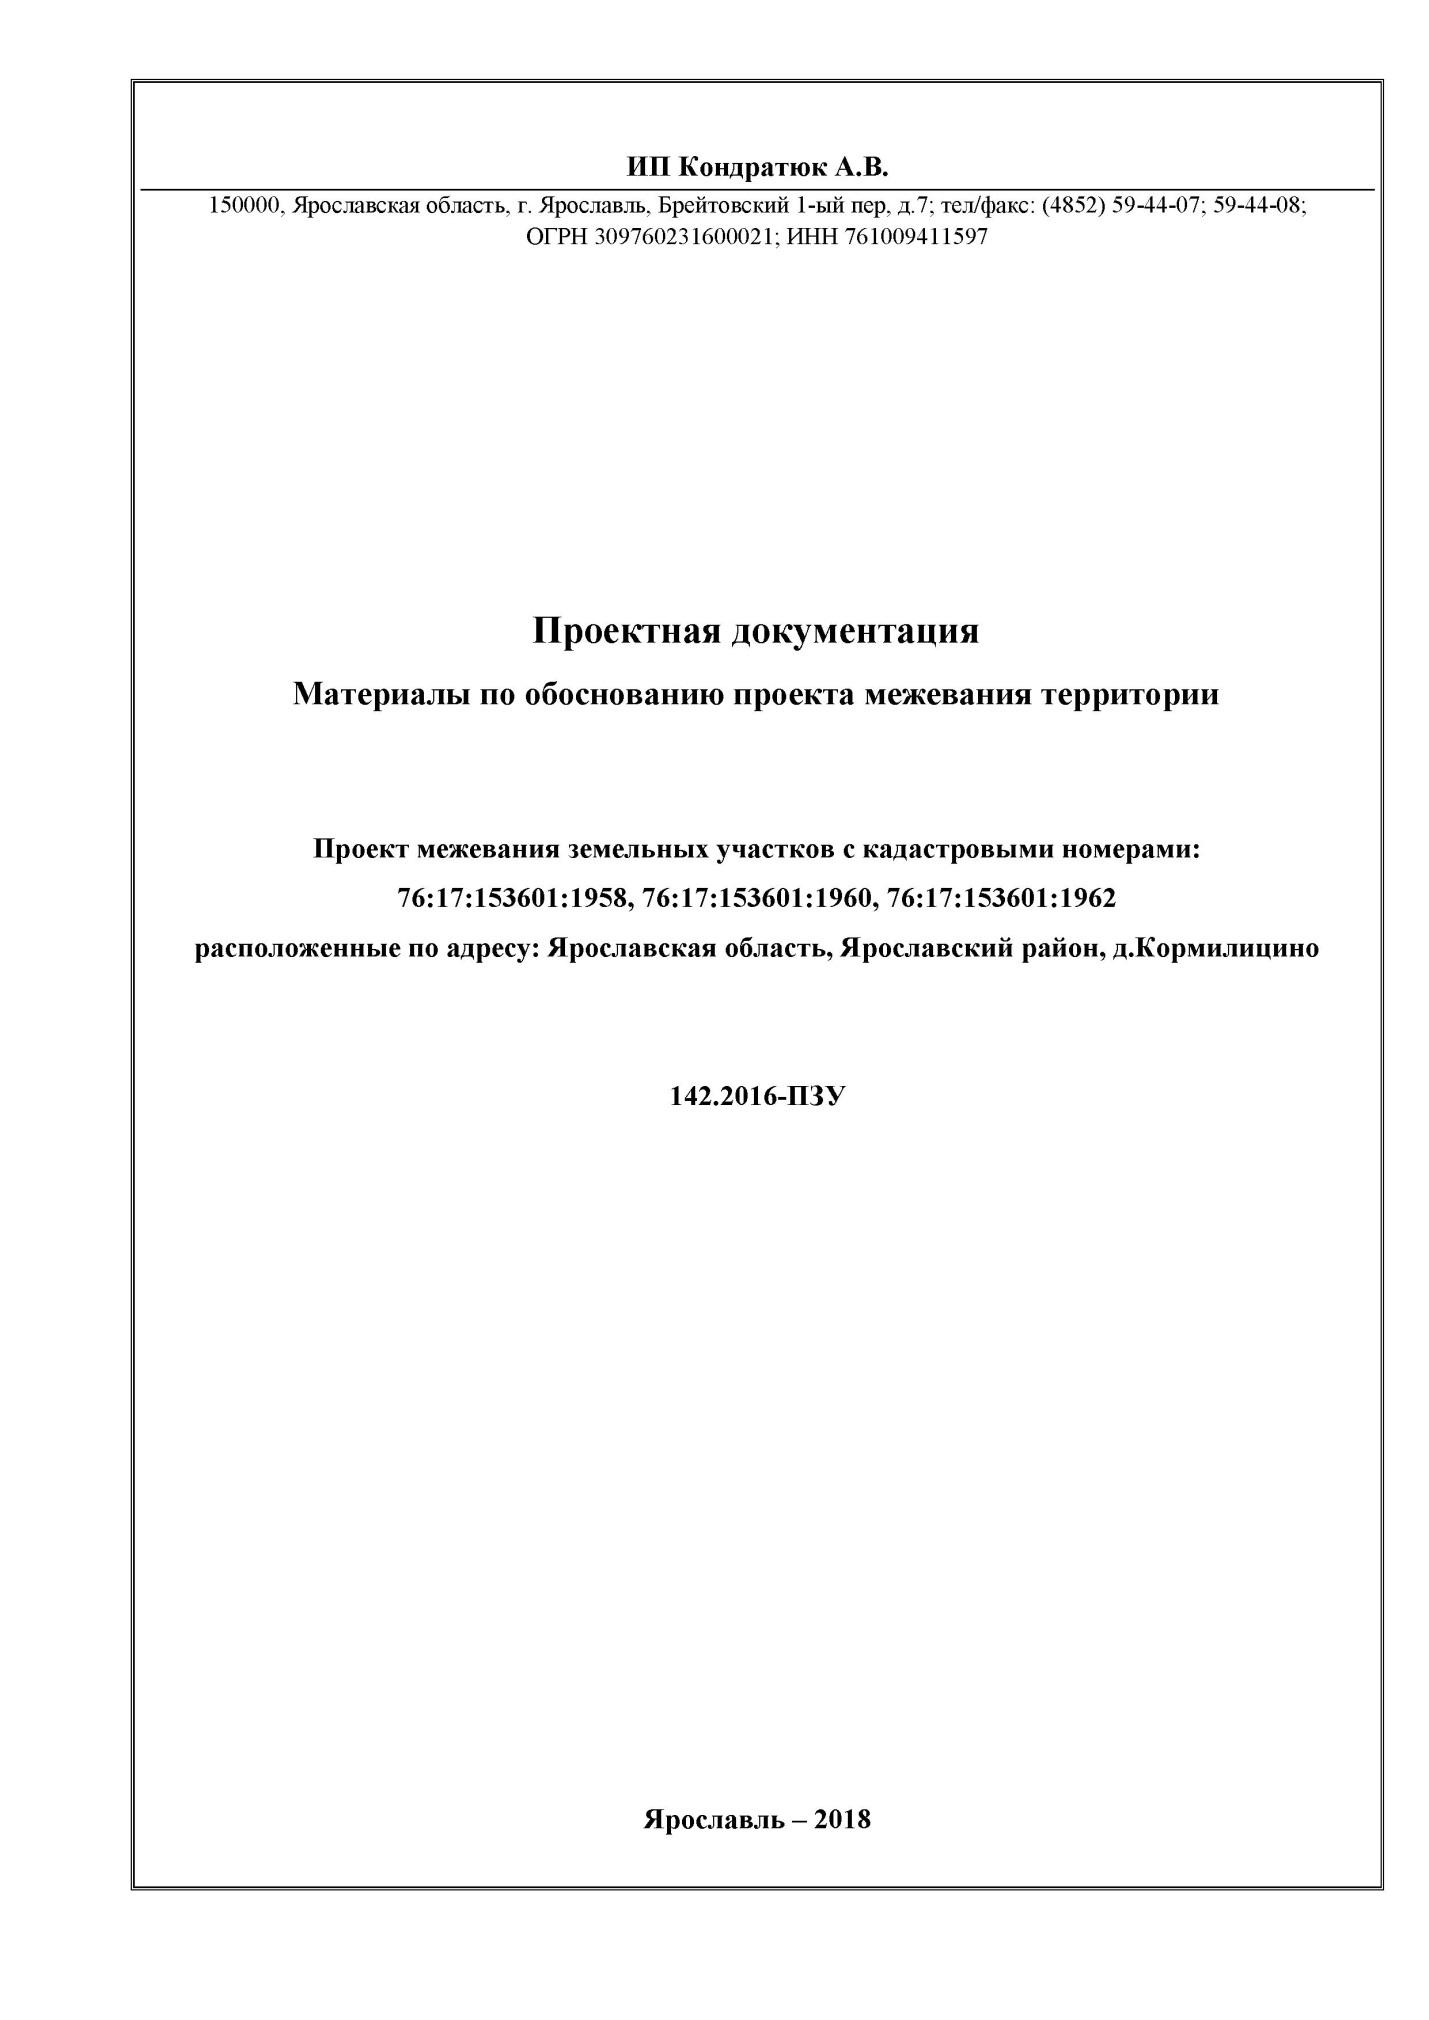 ИП Кондратюк А.В.
150000, Ярославская область, г. Ярославль, Брейтовский 1-ый пер, д.7; тел/факс: (4852) 59-44-07; 59-44-08;
ОГРН 309760231600021; ИНН 761009411597
Проектная документация
Материалы по обоснованию проекта межевания территории
Проект межевания земельных участков с кадастровыми номерами:
76:17:153601:1958, 76:17:153601:1960, 76:17:153601:1962
расположенные по адресу: Ярославская область, Ярославский район, д.Кормилицино
142.2016-ПЗУ
Ярославль – 2018